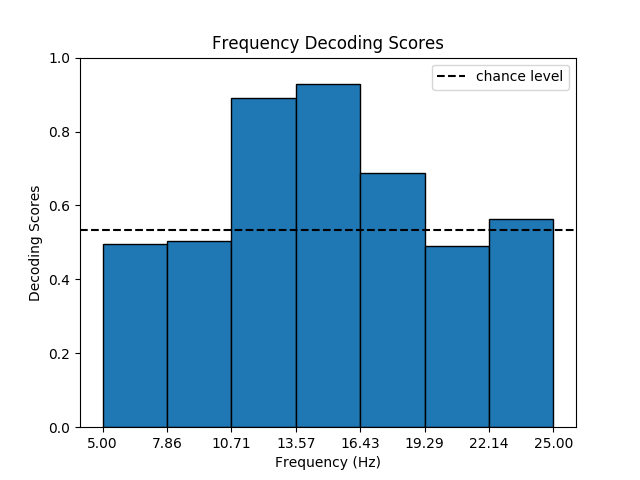 Frequency Decoding Scores
chance level
1.0
0.8
0.6
0.4
0.2
0.0
Decoding Scores
5.00 7.86 10.71 13.57 16.43 19.29 22.14 25.00
Frequency (Hz)